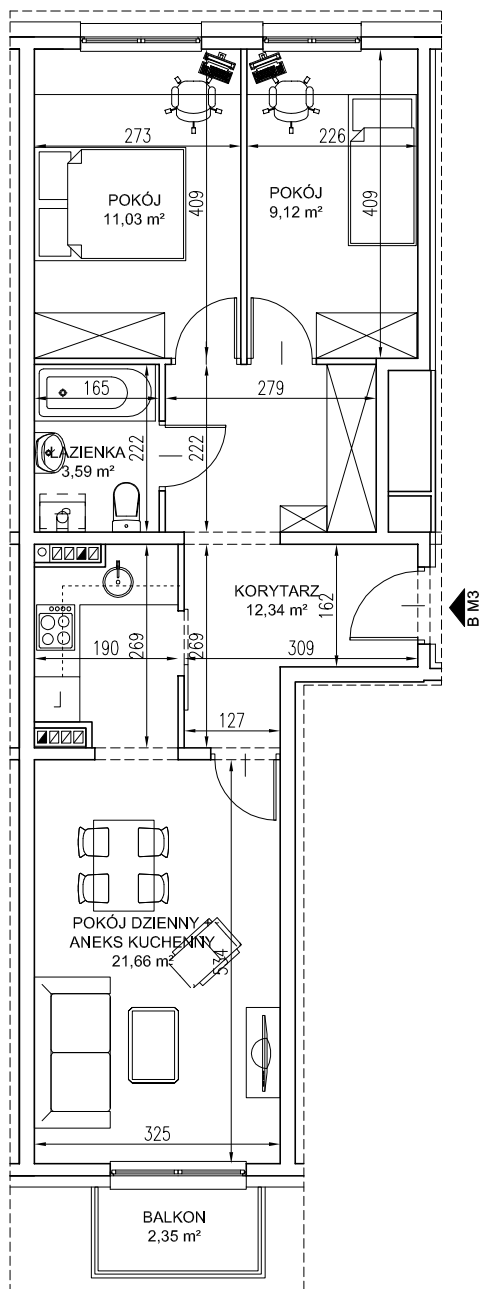 273
226
POKÓJ
11,03 m²
409
POKÓJ
9,12 m²
409
165
279
222
222
ŁAZIENKA
3,59 m²
KORYTARZ
12,34 m²
162
B M3
190
269
269
309
127
POKÓJ DZIENNY
ANEKS KUCHENNY
21,66 m²
534
325
BALKON
2,35 m²